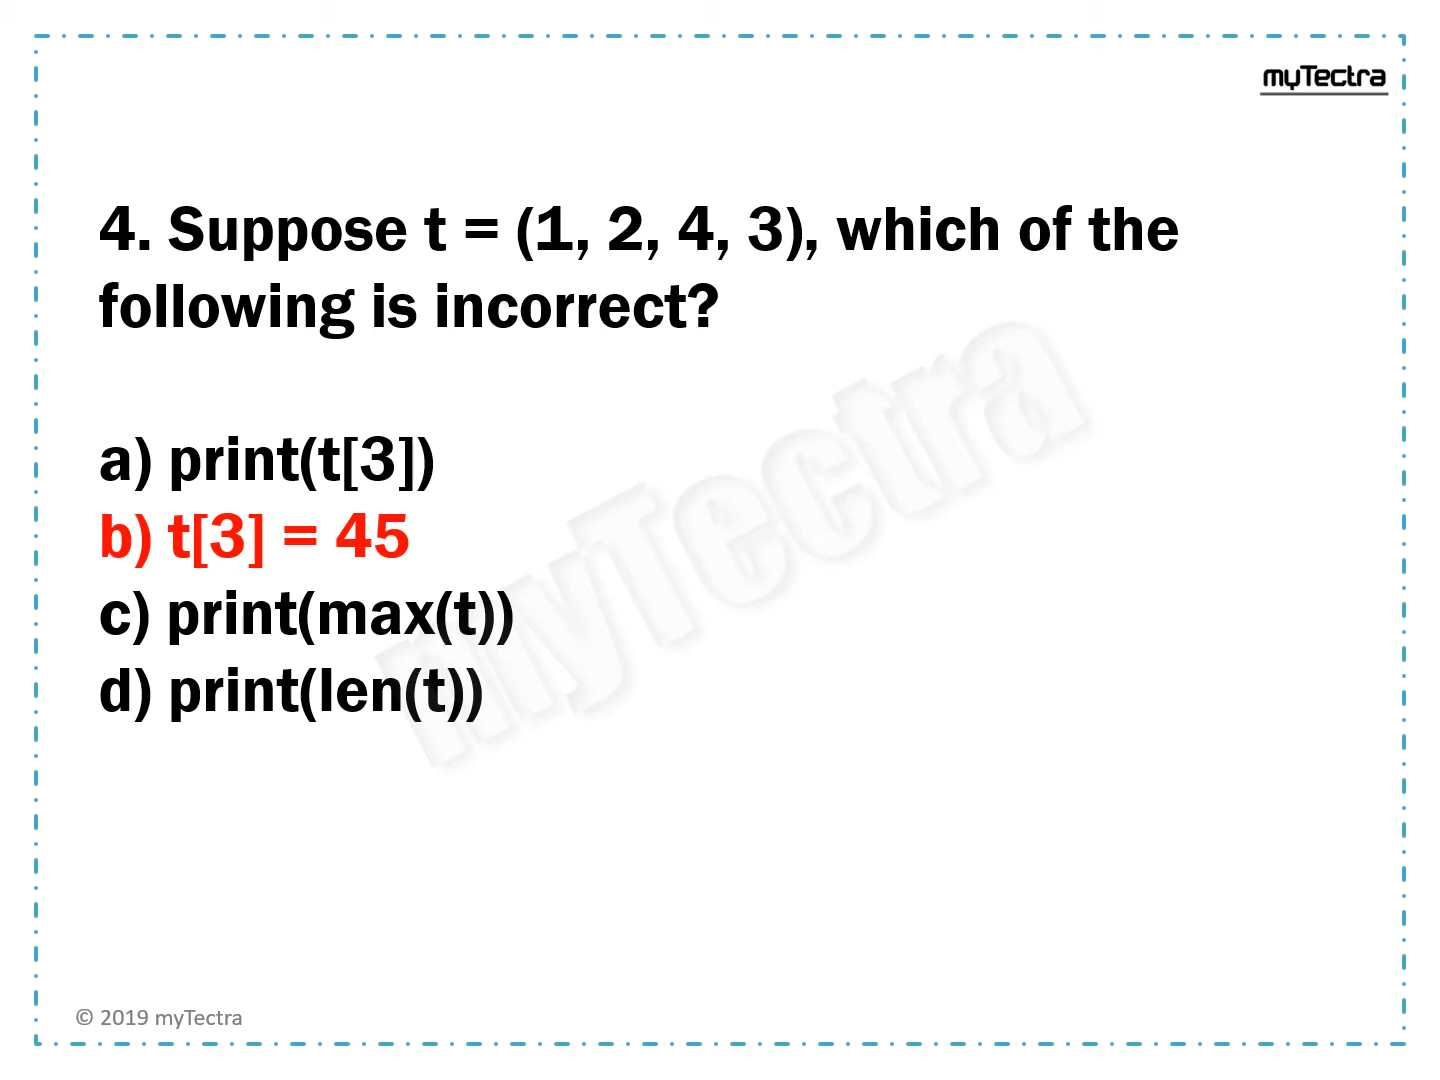 myTectra
4. Suppose t = (1, 2, 4, 3), which of the
following is incorrect?
a) print(t[3])
b) t[3] = 45
c) print(max(t))
d) print(len(t))
myTectra
© 2019 myTectra